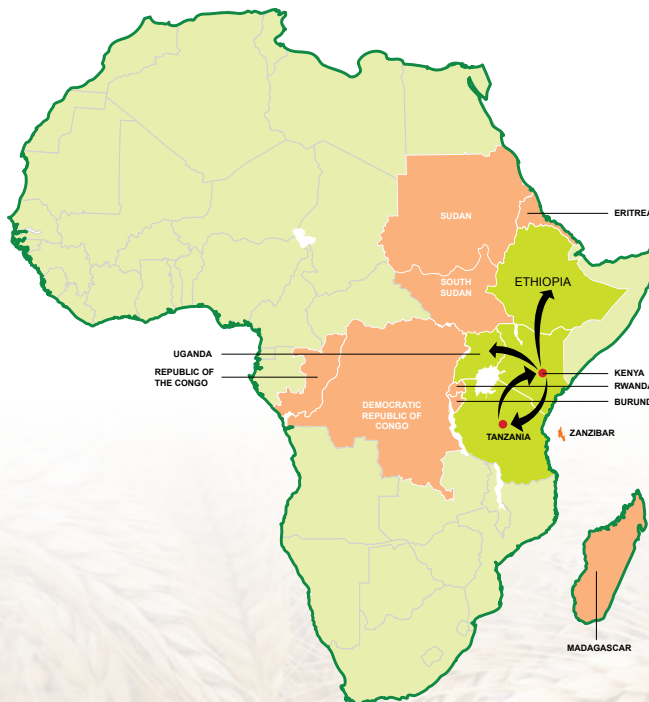 SUDAN
ERITREA
SOUTH
SUDAN
ETHIOPIA
UGANDA
REPUBLIC OF
THE CONGO
KENYA
RWANDA
BURUND
DEMOCRATIC
REPUBLIC OF
CONGO
TANZANIA
ZANZIBAR
MADAGASCAR